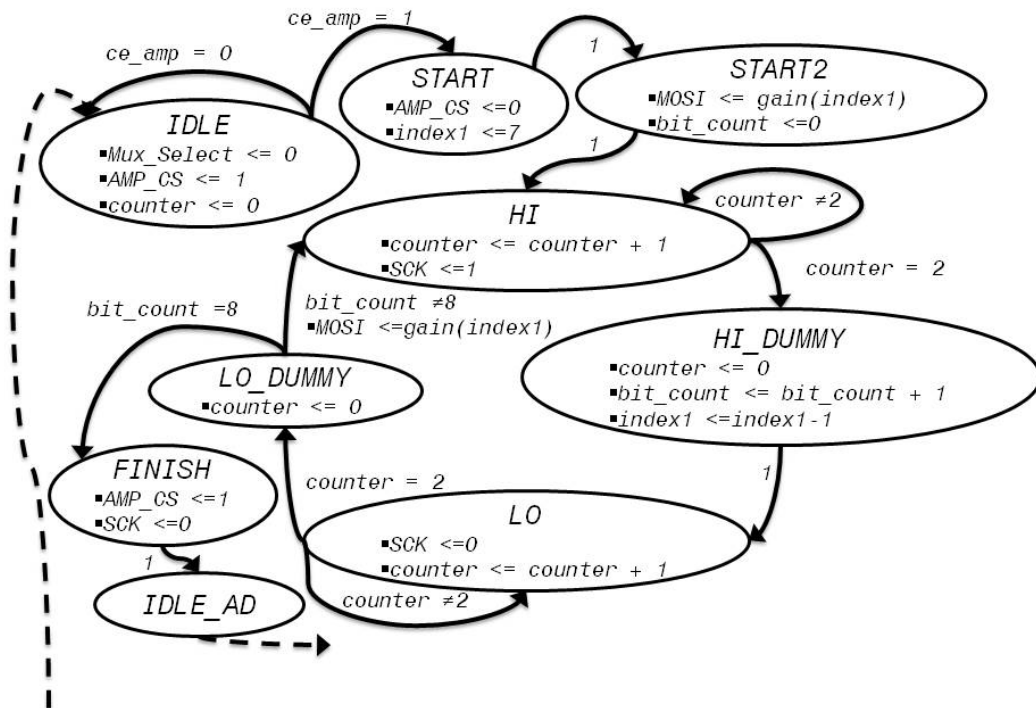 ce_amp = 1
ce_amp = 0
1
START
▪AMP_CS <=0
▪index1 <=7
START2
▪MOSI <= gain(index1)
▪bit_count <=0
IDLE
▪Mux_Select <= 0
▪AMP_CS <= 1
▪counter <= 0
1
HI
▪counter <= counter + 1
▪SCK <=1
counter ≠2
counter = 2
bit_count =8
bit_count ≠8
▪MOSI <=gain(index1)
HI_DUMMY
▪counter <= 0
▪bit_count <= bit_count + 1
▪index1 <=index1-1
LO_DUMMY
▪counter <= 0
1
FINISH
▪AMP_CS <=1
▪SCK <=0
counter = 2
LO
▪SCK <=0
▪counter <= counter + 1
1
counter ≠2
IDLE_AD